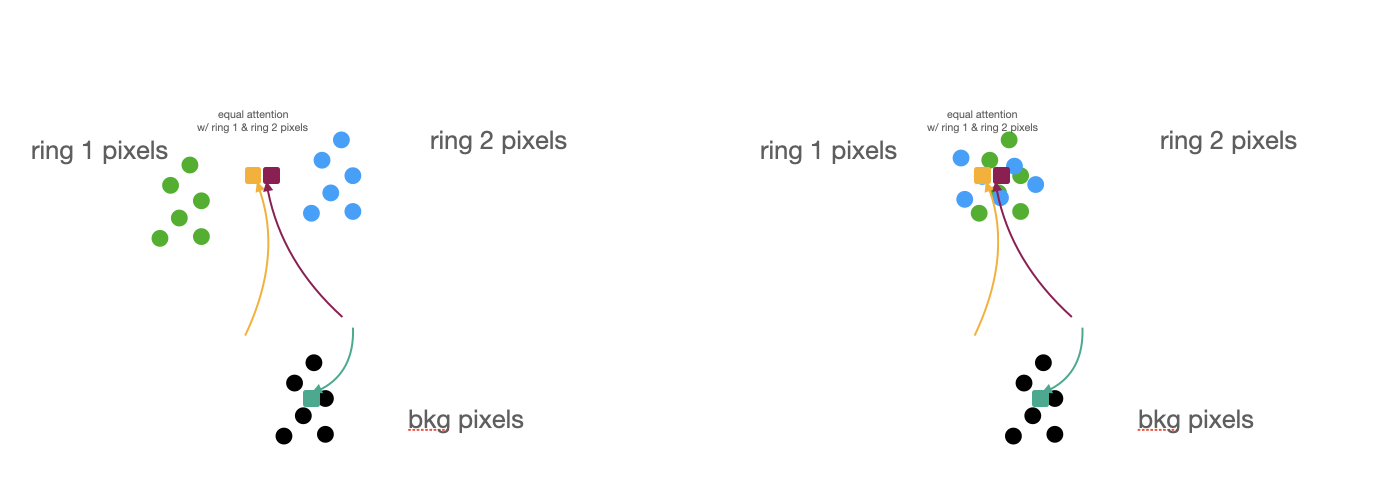 equal attention
w/ ring 1 & ring 2 pixels
ring 1 pixels
ring 2 pixels
bkg pixels
equal attention
w/ ring 1 & ring 2 pixels
ring 1 pixels
ring 2 pixels
bkg pixels